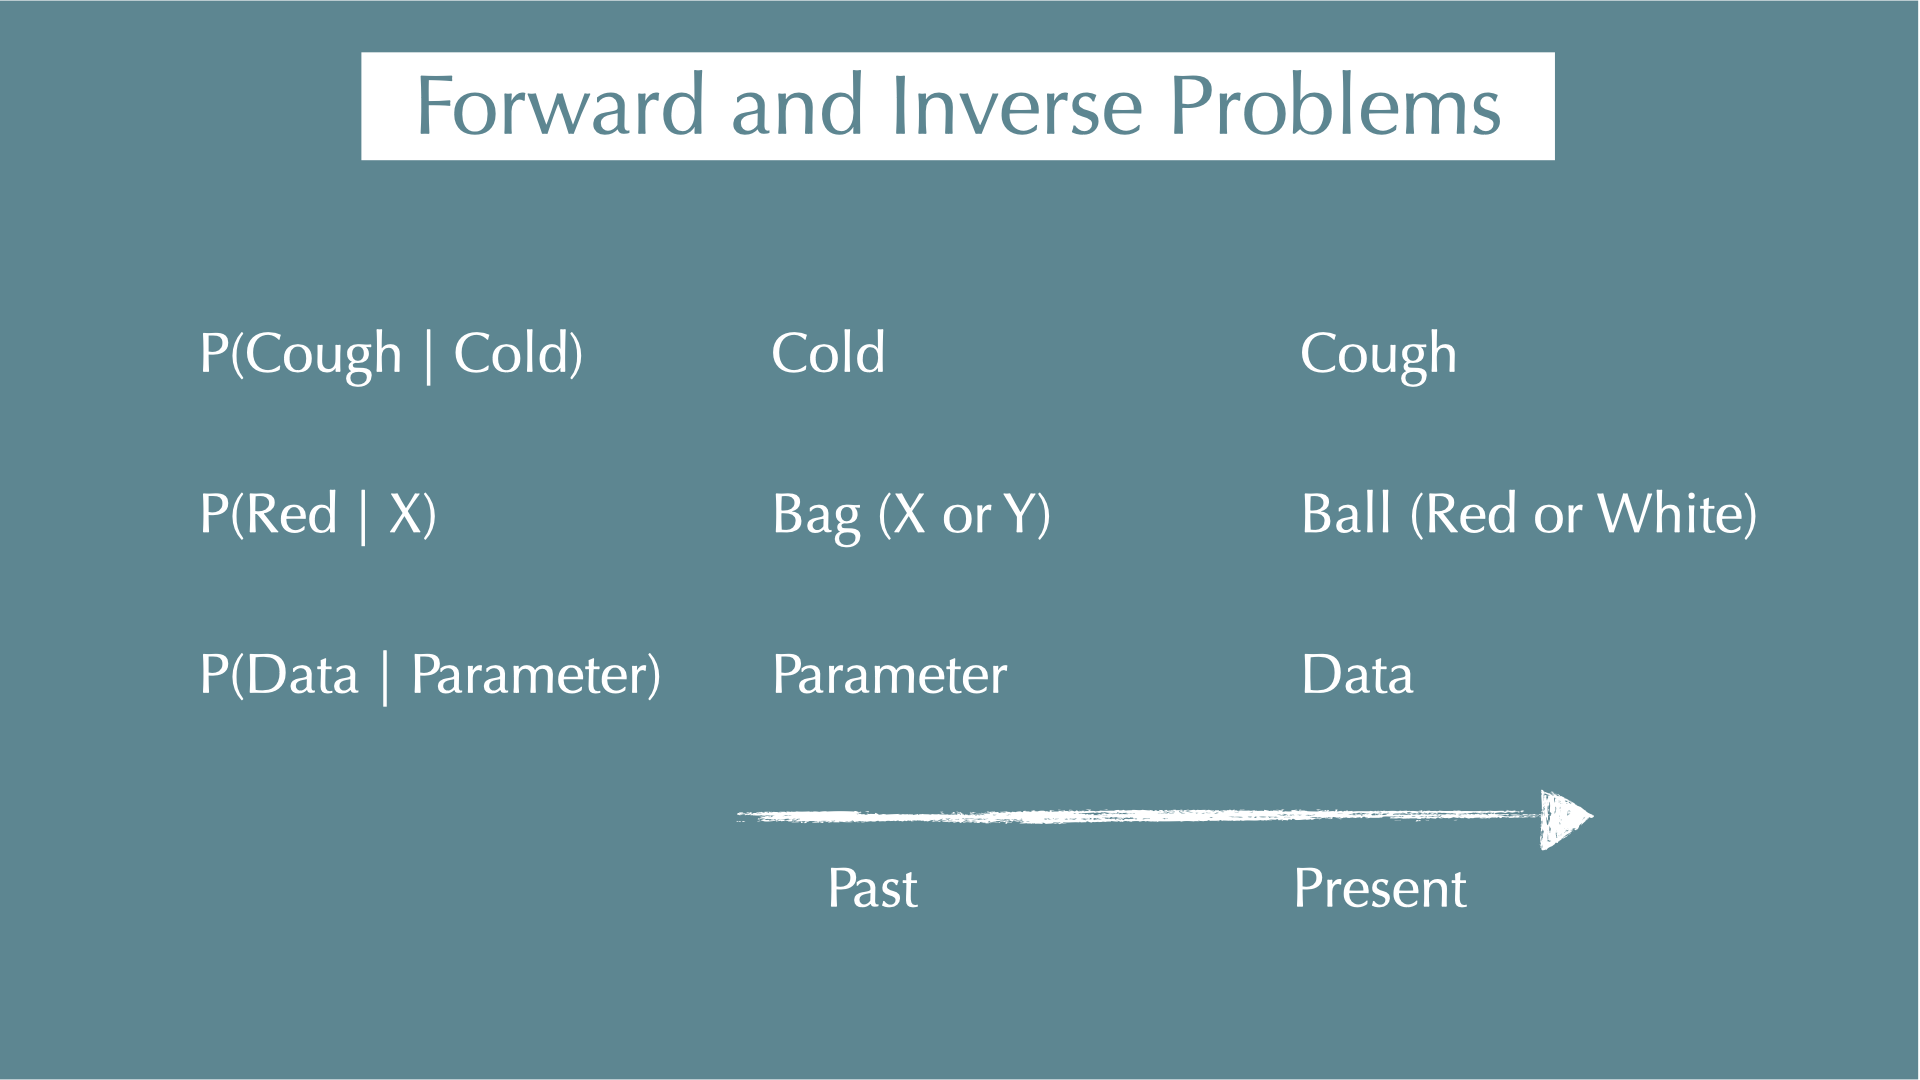 Forward and Inverse Problems
P(Cough | Cold) Cold Cough
P(Red | X) Bag (X or Y) Ball (Red or White)
P(Data | Parameter) Parameter Data
Past Present